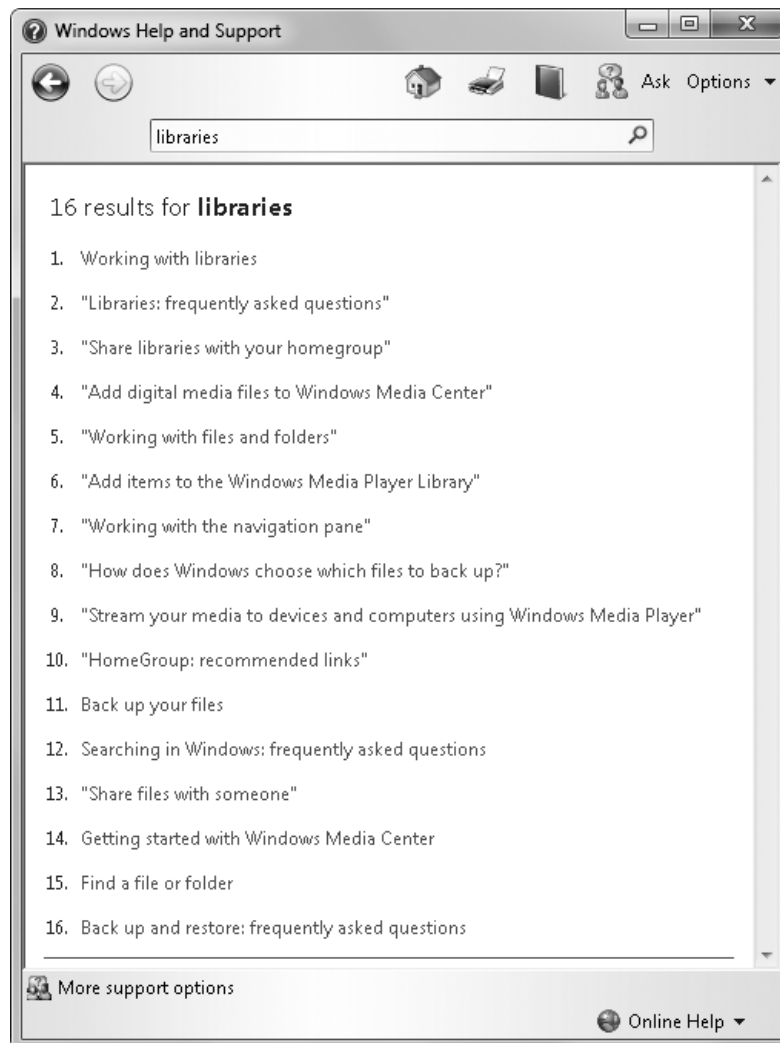 Windows Help and Support
Ask Options
libraries
16 results for libraries
1. Working with libraries
2. "Libraries: frequently asked questions"
3. "Share libraries with your homegroup"
4. "Add digital media files to Windows Media Center"
5. "Working with files and folders"
6. "Add items to the Windows Media Player Library"
7. "Working with the navigation pane"
8. "How does Windows choose which files to back up?"
9. "Stream your media to devices and computers using Windows Media Player"
10. "HomeGroup: recommended links"
11. Back up your files
12. Searching in Windows: frequently asked questions
13. "Share files with someone"
14. Getting started with Windows Media Center
15. Find a file or folder
16. Back up and restore: frequently asked questions
More support options
Online Help